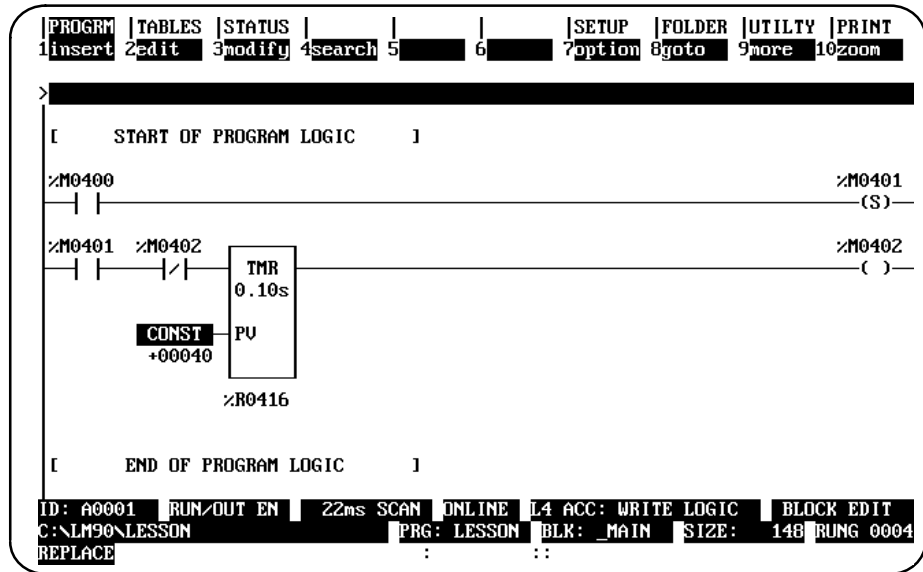 |PROGRM |TABLES |STATUS | | | |SETUP |FOLDER |UTILTY |PRINT
1insert 2edit 3modify 4search 5 6 7option 8goto 9more 10zoom
>
[ START OF PROGRAM LOGIC ]
%M0400 %M0401
(S)
%M0401 %M0402 %M0402
/ TMR ( )
0.10s
CONST PV
+00040
%R0416
[ END OF PROGRAM LOGIC ]
ID: A0001 RUN/OUT EN 22ms SCAN ONLINE L4 ACC: WRITE LOGIC BLOCK EDIT
C:\LM90\LESSON PRG: LESSON BLK: _MAIN SIZE: 148 RUNG 0004
REPLACE : ::